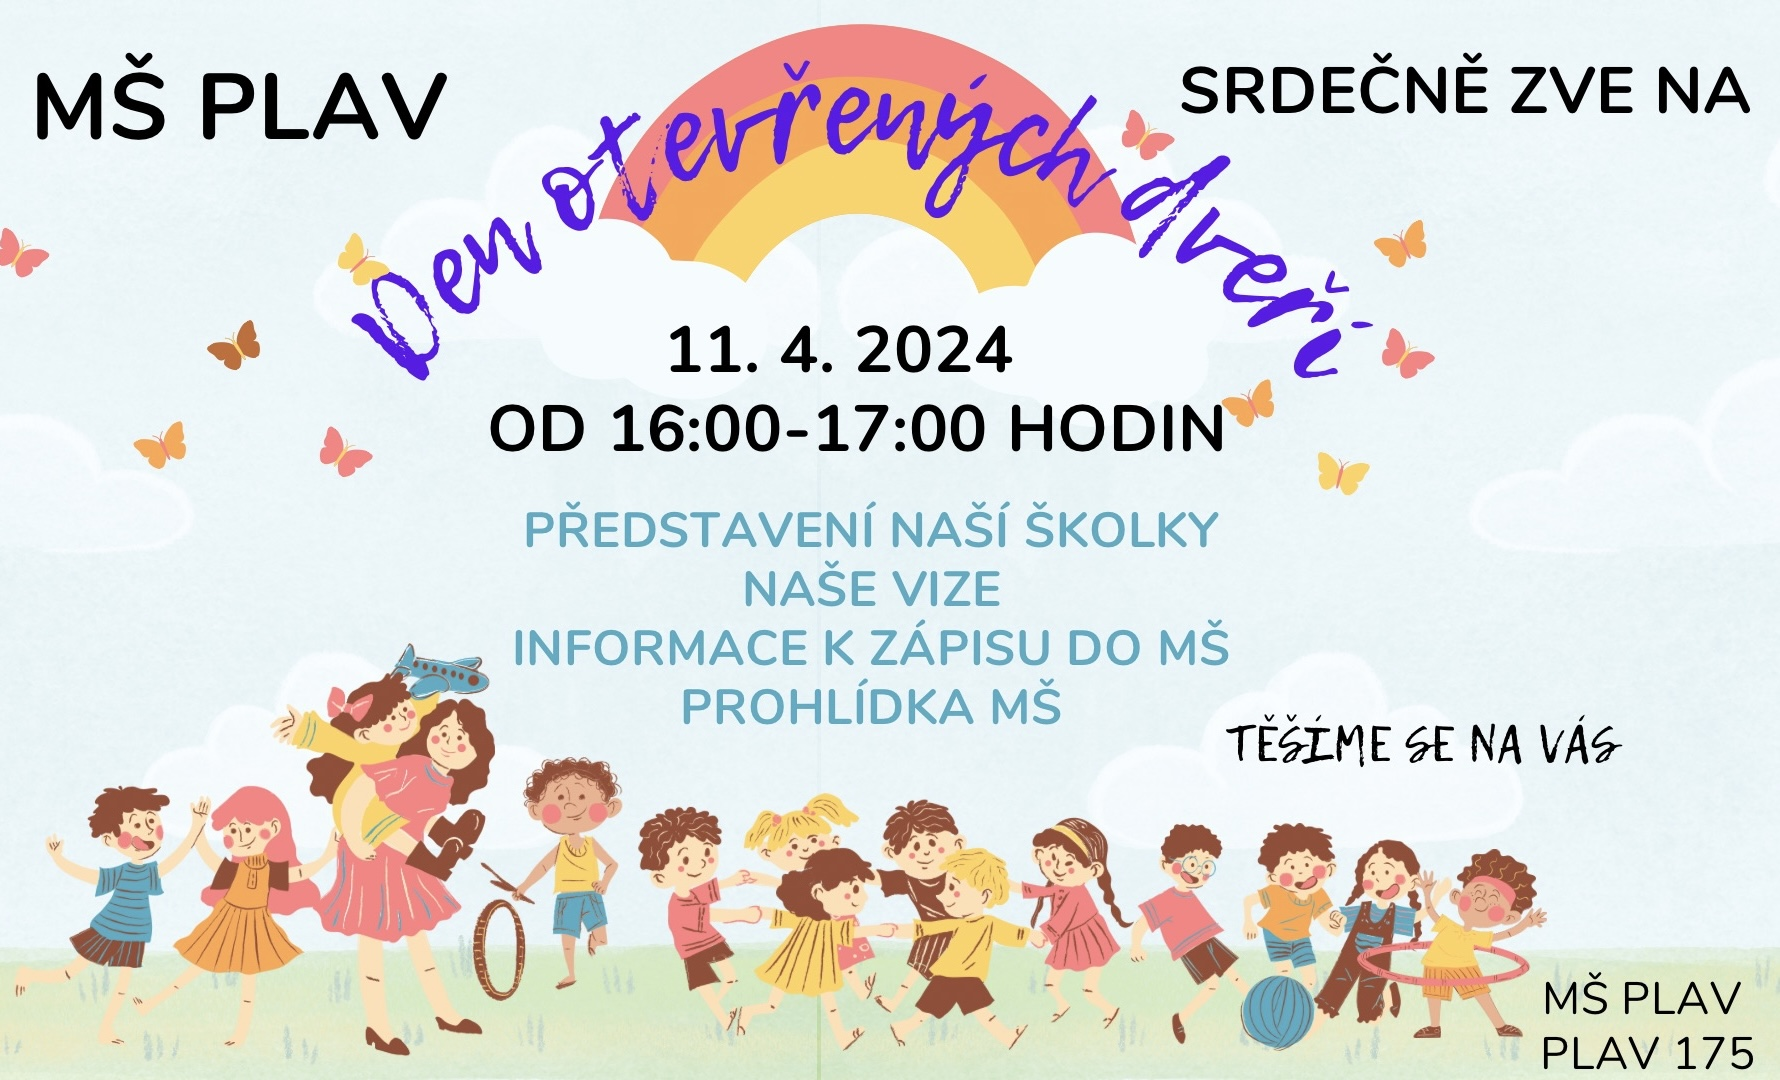 MŠ PLAV
SRDEČNĚ ZVE NA
Den otevřených dveří
11. 4. 2024
OD 16:00-17:00 HODIN
PŘEDSTAVENÍ NAŠÍ ŠKOLKY
NAŠE VIZE
INFORMACE K ZÁPISU DO MŠ
PROHLÍDKA MŠ
TĚŠÍME SE NA VÁS
MŠ PLAV
PLAV 175